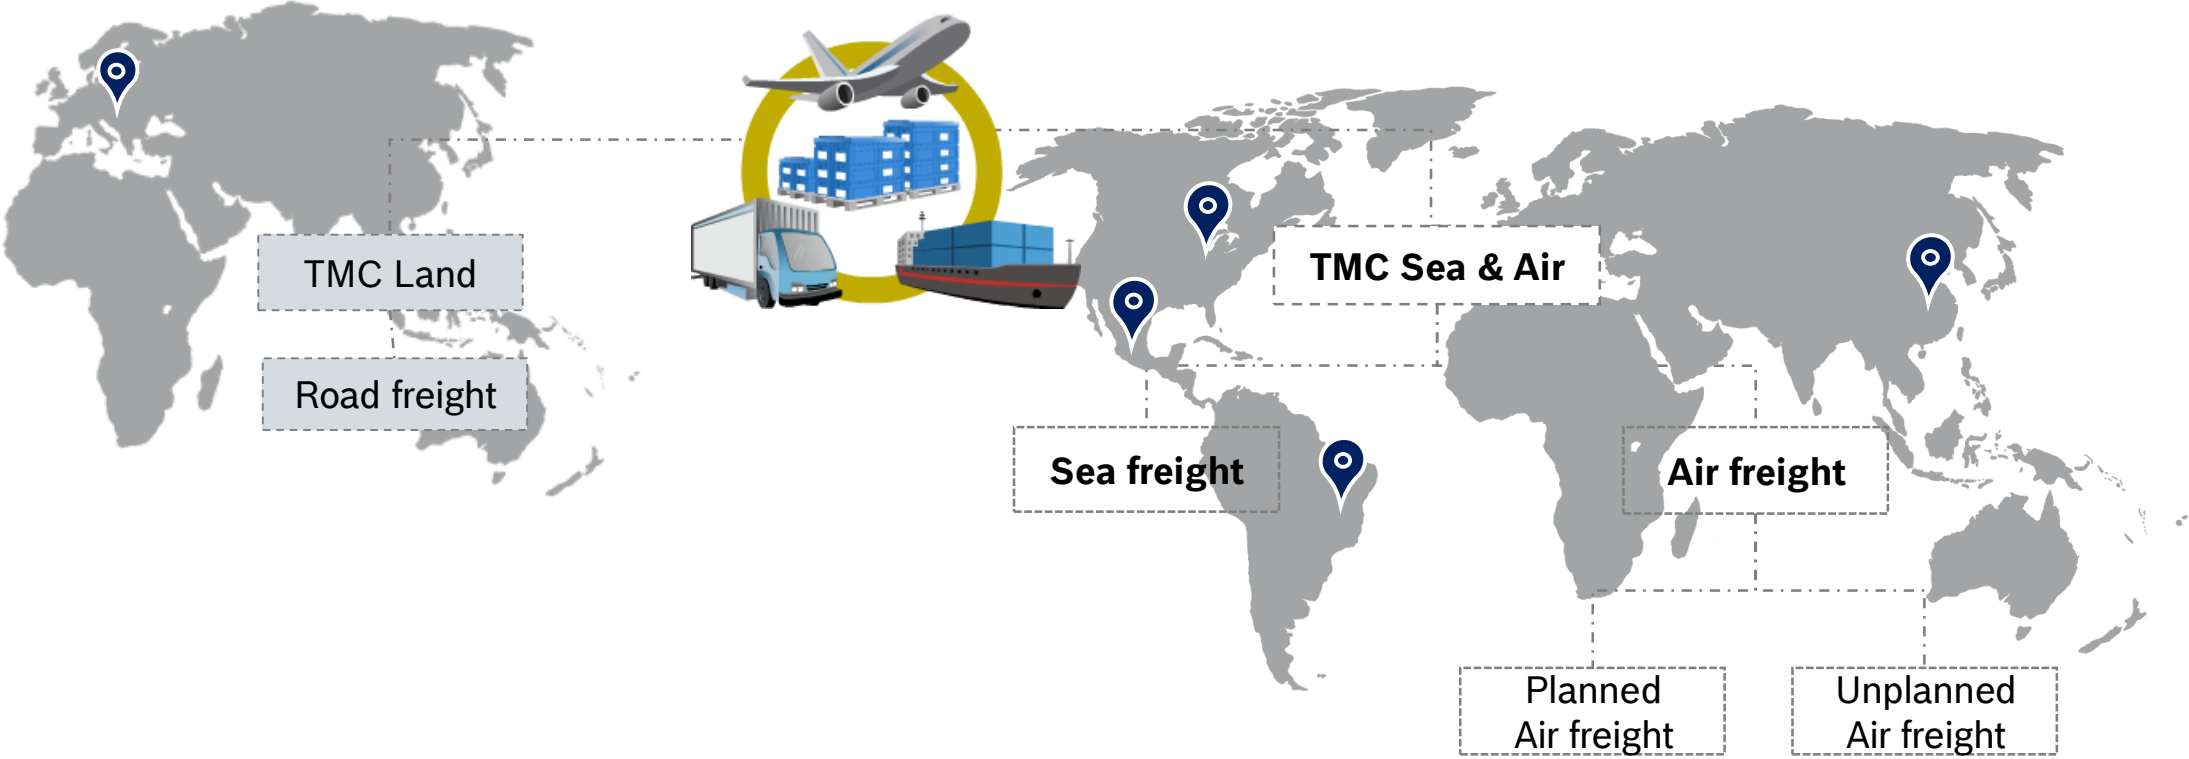 TMC Land
Road freight
TMC Sea & Air
Sea freight
Air freight
Planned
Air freight
Unplanned
Air freight